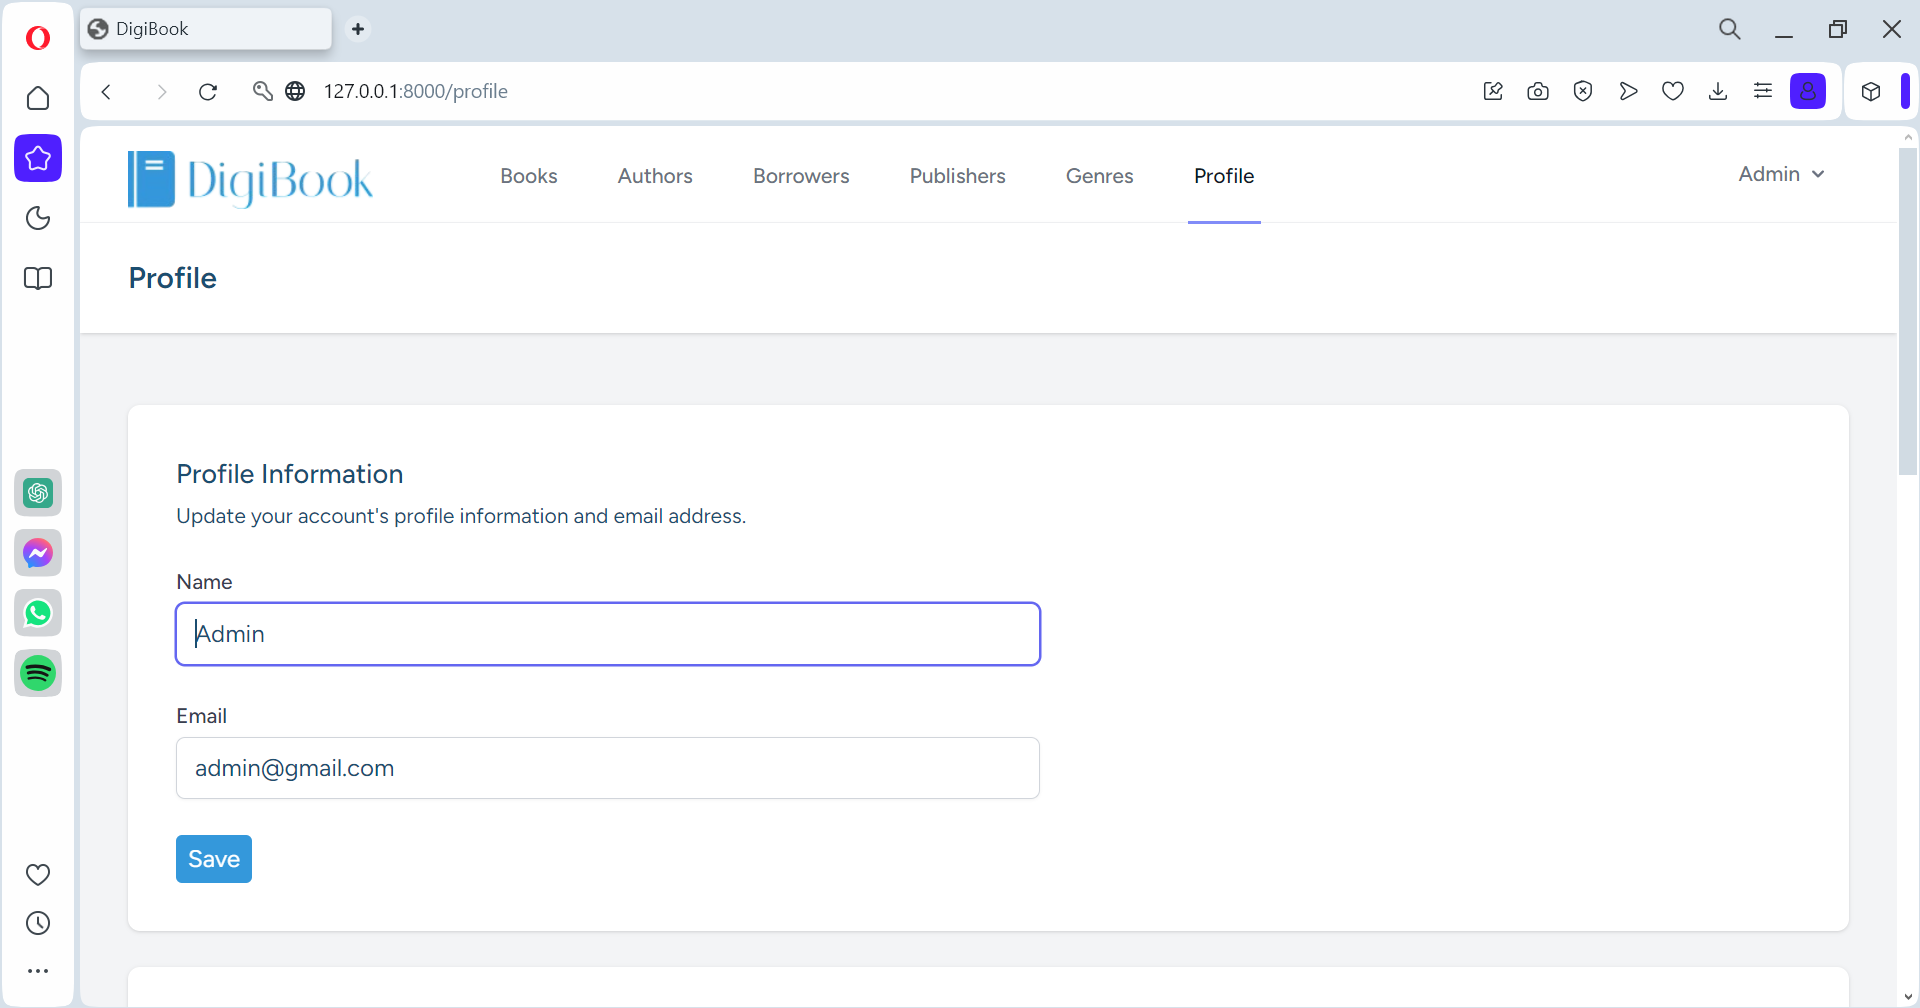 DigiBook
127.0.0.1:8000/profile
DigiBook
Books
Authors
Borrowers
Publishers
Genres
Profile
Admin
Profile
Profile Information
Update your account's profile information and email address.
Name
Admin
Email
admin@gmail.com
Save